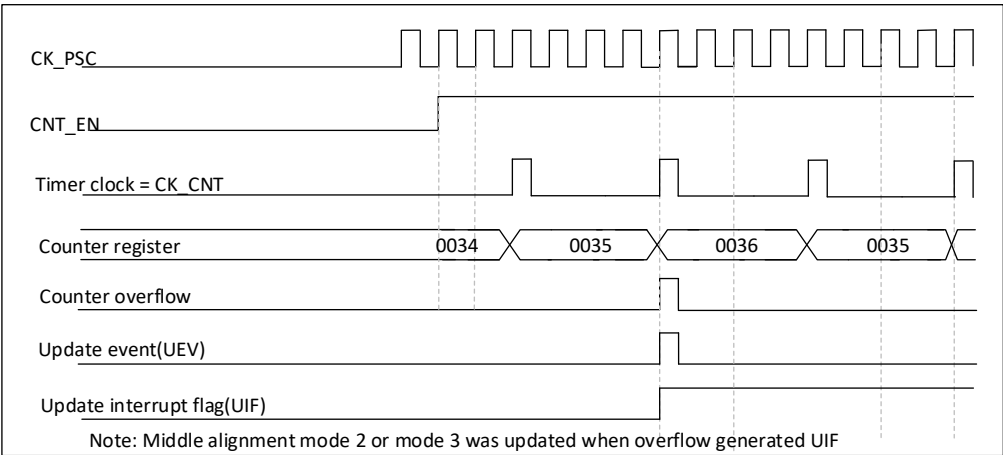 CK_PSC
CNT_EN
Timer clock = CK_CNT
Counter register 0034 0035 0036 0035
Counter overflow
Update event(UEV)
Update interrupt flag(UIF)
Note: Middle alignment mode 2 or mode 3 was updated when overflow generated UIF